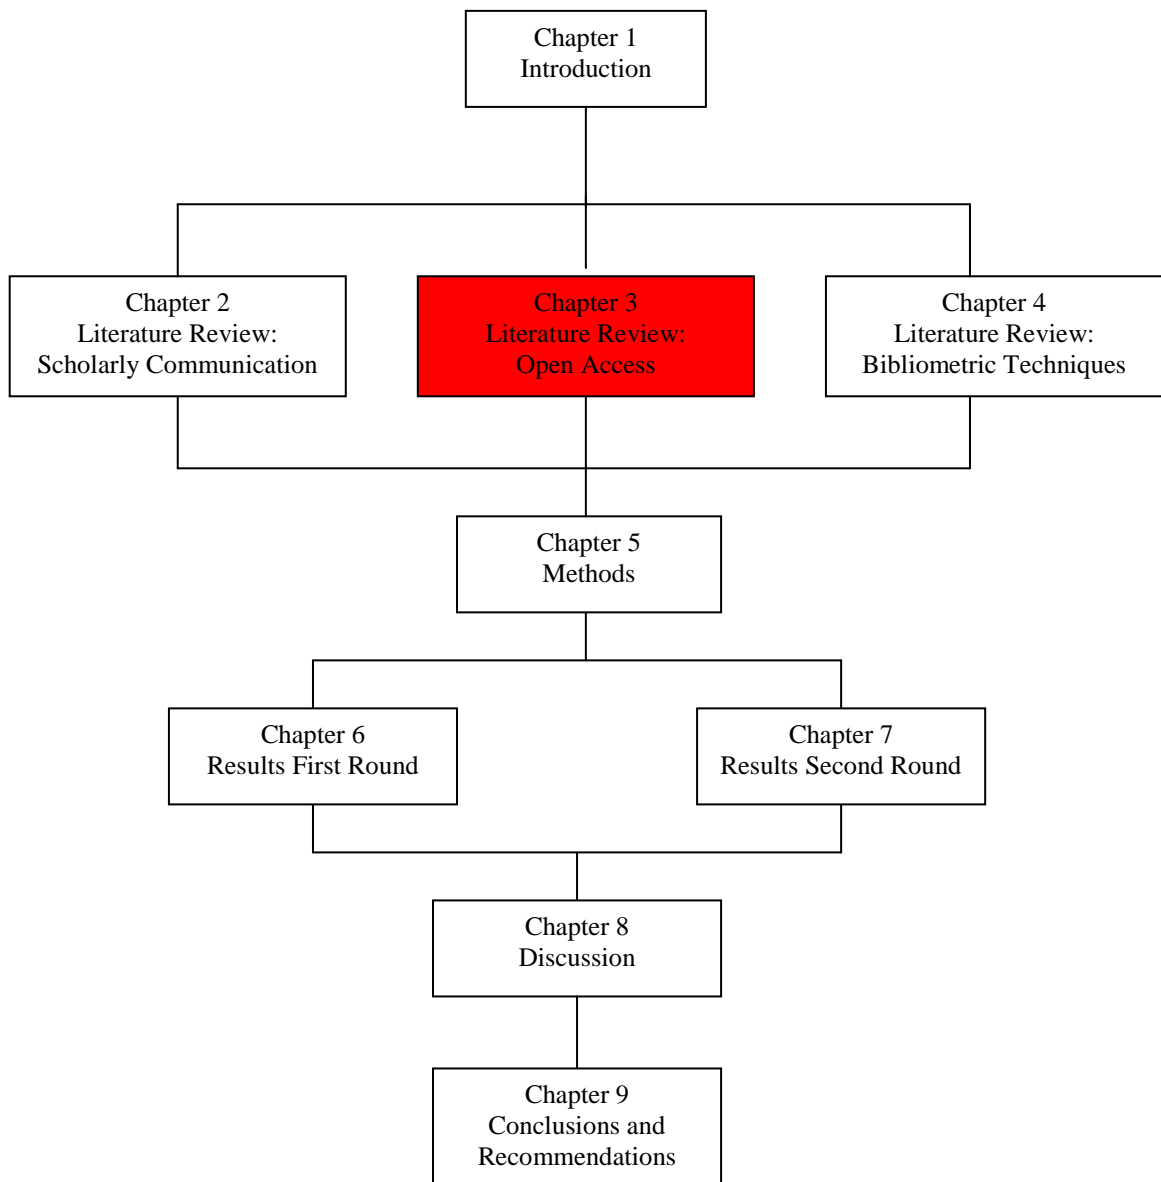 Chapter 1
Introduction
Chapter 2
Literature Review:
Scholarly Communication
Chapter 3
Literature Review:
Open Access
Chapter 4
Literature Review:
Bibliometric Techniques
Chapter 5
Methods
Chapter 6
Results First Round
Chapter 7
Results Second Round
Chapter 8
Discussion
Chapter 9
Conclusions and
Recommendations